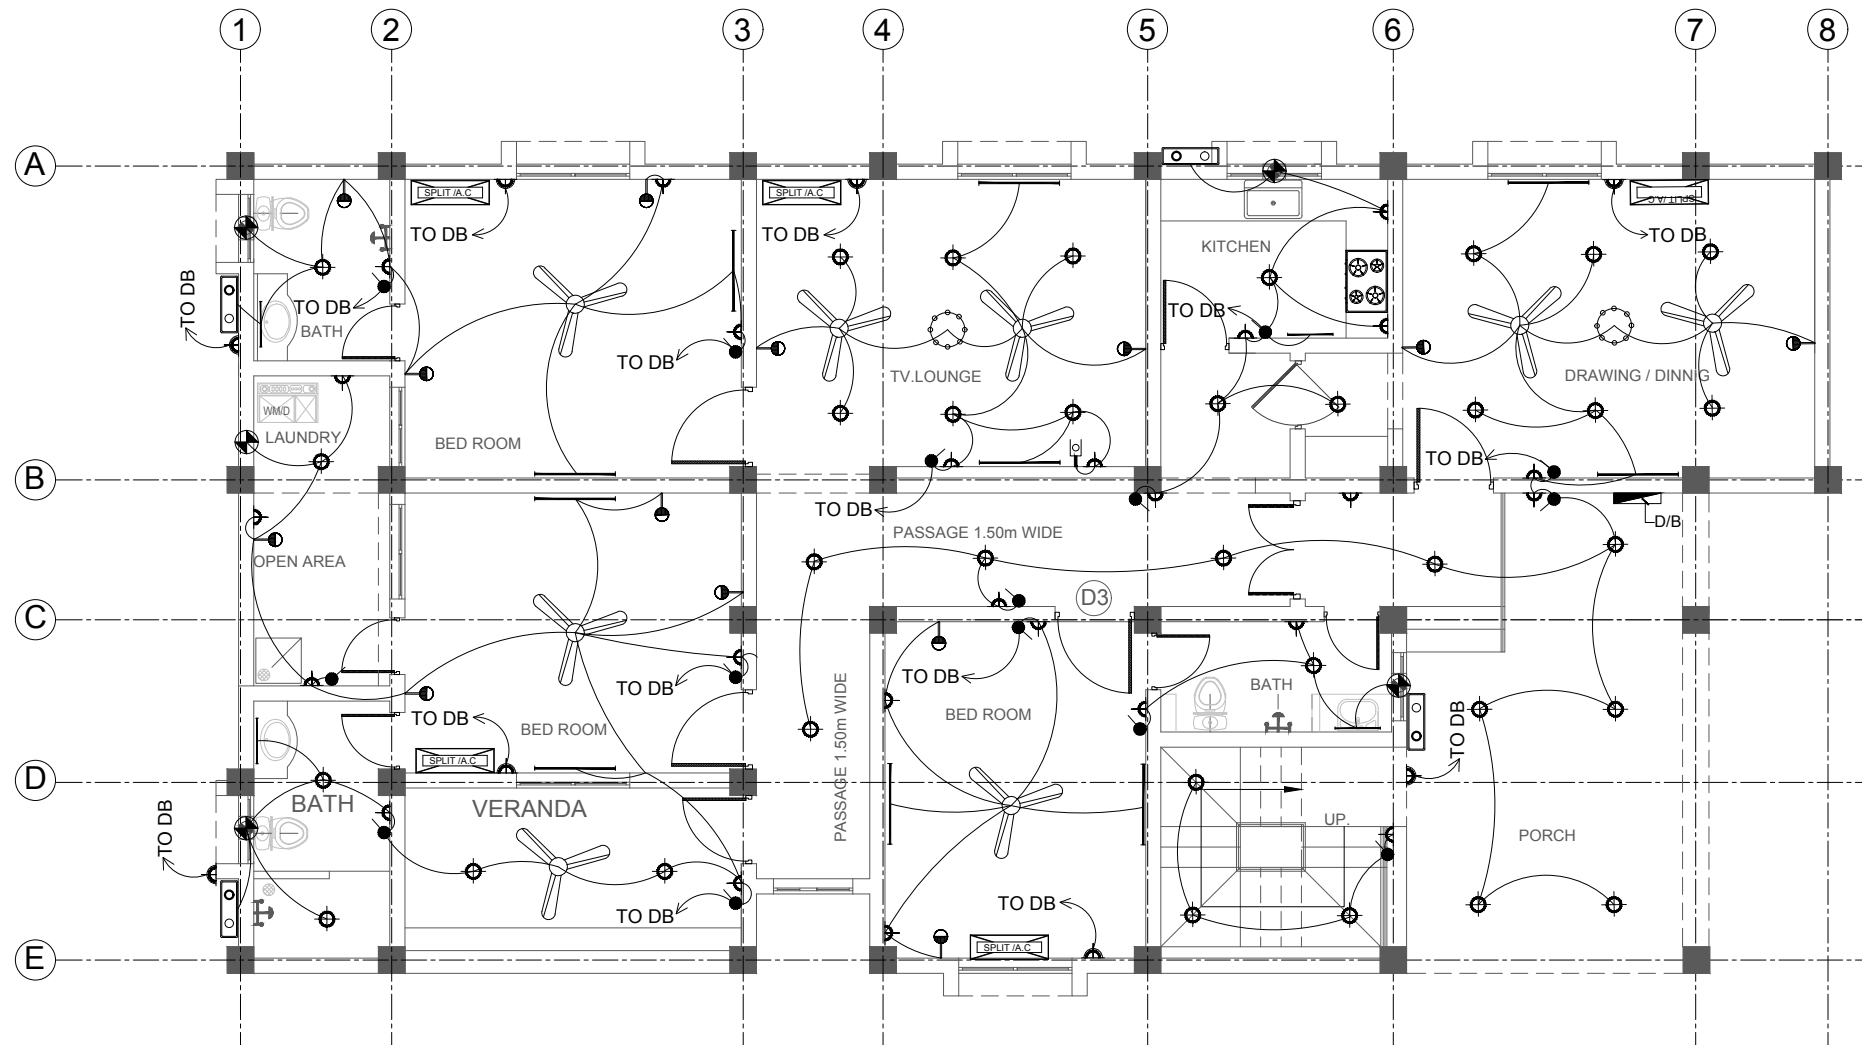 1 2 3 4 5 6 7 8
A
SPLIT /A.C
SPLIT /A.C
SPLIT /A.C
TO DB
TO DB
TO DB
KITCHEN
TO DB
TO DB
TO DB
BATH
TO DB
TO DB
TV.LOUNGE
DRAWING / DINNIG
WM/D
LAUNDRY
BED ROOM
TO DB
B
TO DB
D/B
PASSAGE 1.50m WIDE
OPEN AREA
D3
C
TO DB
TO DB
BATH
BED ROOM
TO DB
BED ROOM
TO DB
PASSAGE 1.50m WIDE
SPLIT /A.C
D
BATH
VERANDA
UP.
PORCH
TO DB
TO DB
TO DB
SPLIT /A.C
E